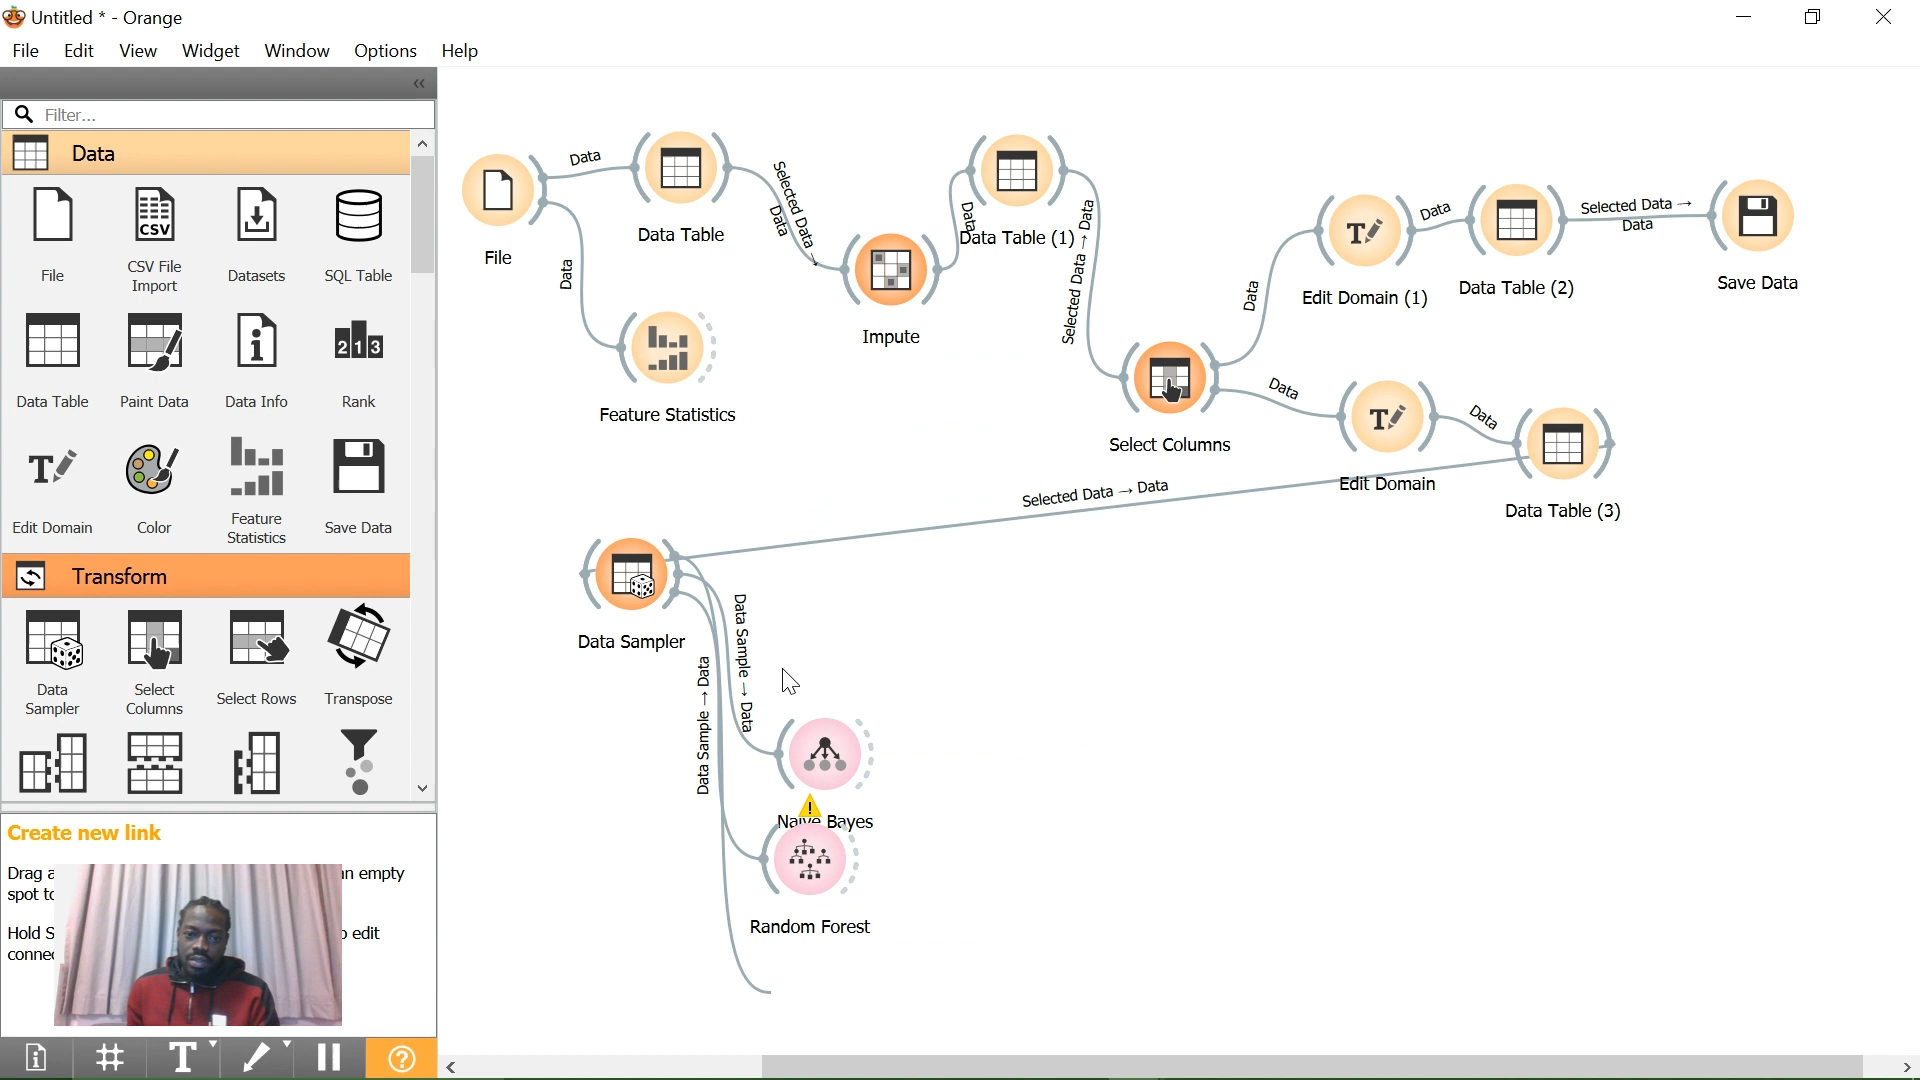 Untitled * - Orange
File Edit View Widget Window Options Help
Filter...
Data
File
CSV File
Import
Datasets
SQL Table
Data Table
Paint Data
Data Info
Rank
Edit Domain
Color
Feature
Statistics
Save Data
Transform
Data
Sampler
Select
Columns
Select Rows
Transpose
Create new link
Drag a
n empty
spot to
Hold S
o edit
connec
File
Data
Data
Data Table
Feature Statistics
Selected Data →
Data
Impute
Data
Data Table (1)
Selected Data → Data
Select Columns
Data
Data
Edit Domain (1)
Data
Data Table (2)
Selected Data →
Data
Save Data
Edit Domain
Data
Data Table (3)
Selected Data → Data
Data Sampler
Data Sample → Data
Data Sample → Data
Naive Bayes
Random Forest